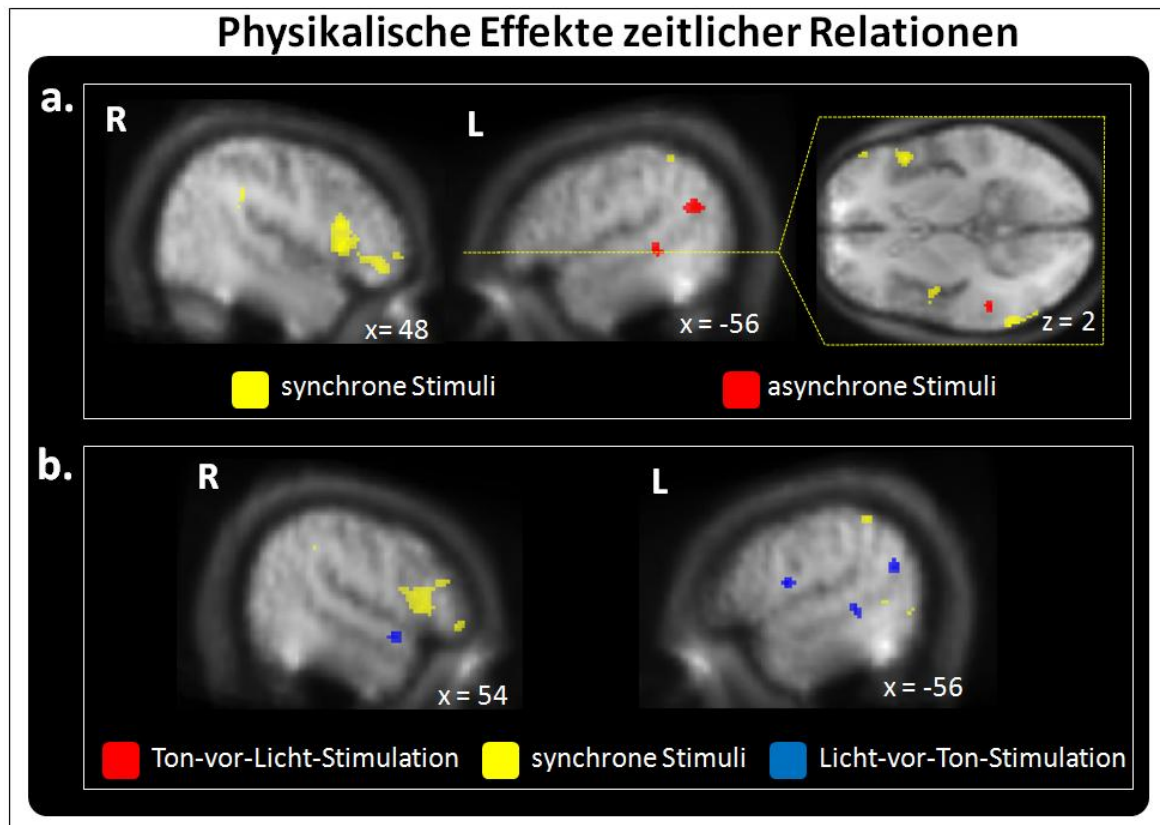 Physikalische Effekte zeitlicher Relationen
a.
R
L
x= 48
x = -56
z = 2
synchrone Stimuli
asynchrone Stimuli
b.
R
L
x = 54
x = -56
Ton-vor-Licht-Stimulation
synchrone Stimuli
Licht-vor-Ton-Stimulation